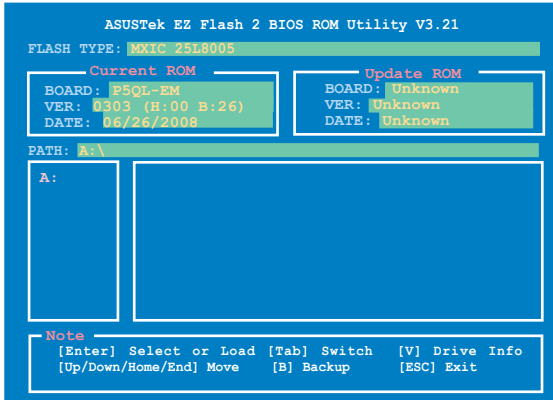 ASUSTek EZ Flash 2 BIOS ROM Utility V3.21
FLASH TYPE: MXIC 25L8005
Current ROM
BOARD: P5QL-EM
VER: 0303 (H:00 B:26)
DATE: 06/26/2008
Update ROM
BOARD: Unknown
VER: Unknown
DATE: Unknown
PATH: A:\
A:
Note
[Enter] Select or Load [Tab] Switch [V] Drive Info
[Up/Down/Home/End] Move [B] Backup [ESC] Exit